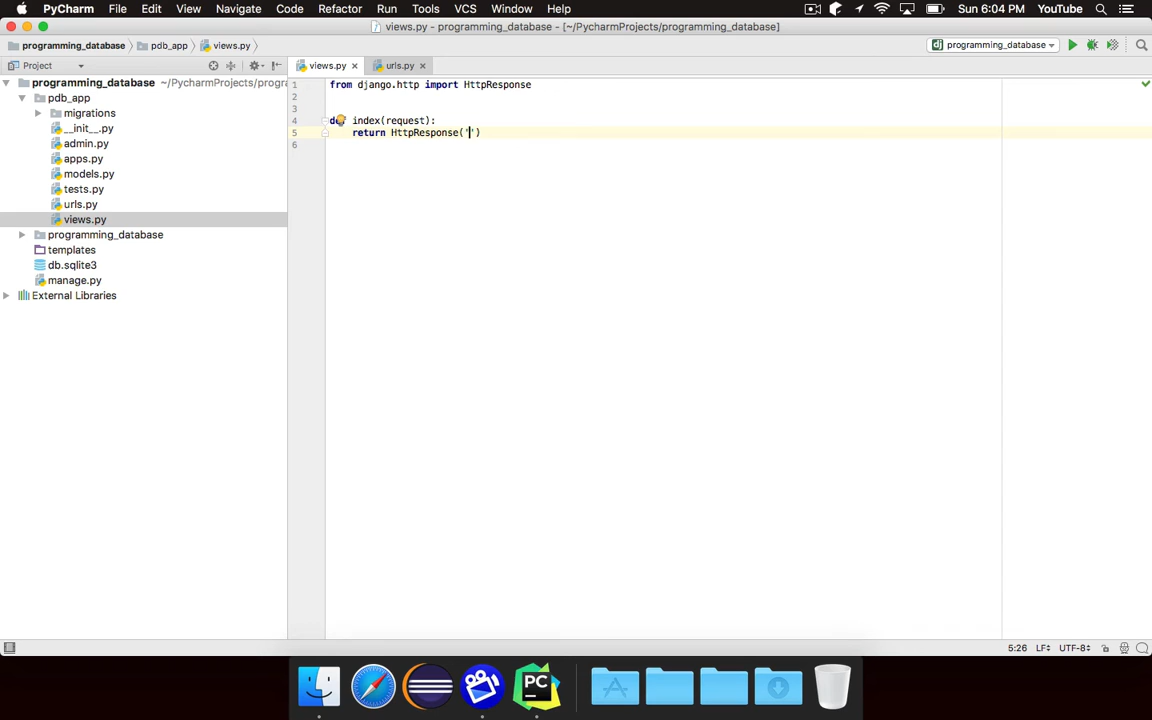 PyCharm File Edit View Navigate Code Refactor Run Tools VCS Window Help Sun 6:04 PM YouTube
views.py - programming_database - [~/PycharmProjects/programming_database]
programming_database pdb_app views.py programming_database
Project views.py urls.py
programming_database ~/PycharmProjects/progra
pdb_app
migrations
__init__.py
admin.py
apps.py
models.py
tests.py
urls.py
views.py
programming_database
templates
db.sqlite3
manage.py
External Libraries
1 from django.http import HttpResponse
2
3
4 index(request):
5 return HttpResponse('')
6
5:26 LF UTF-8
PC